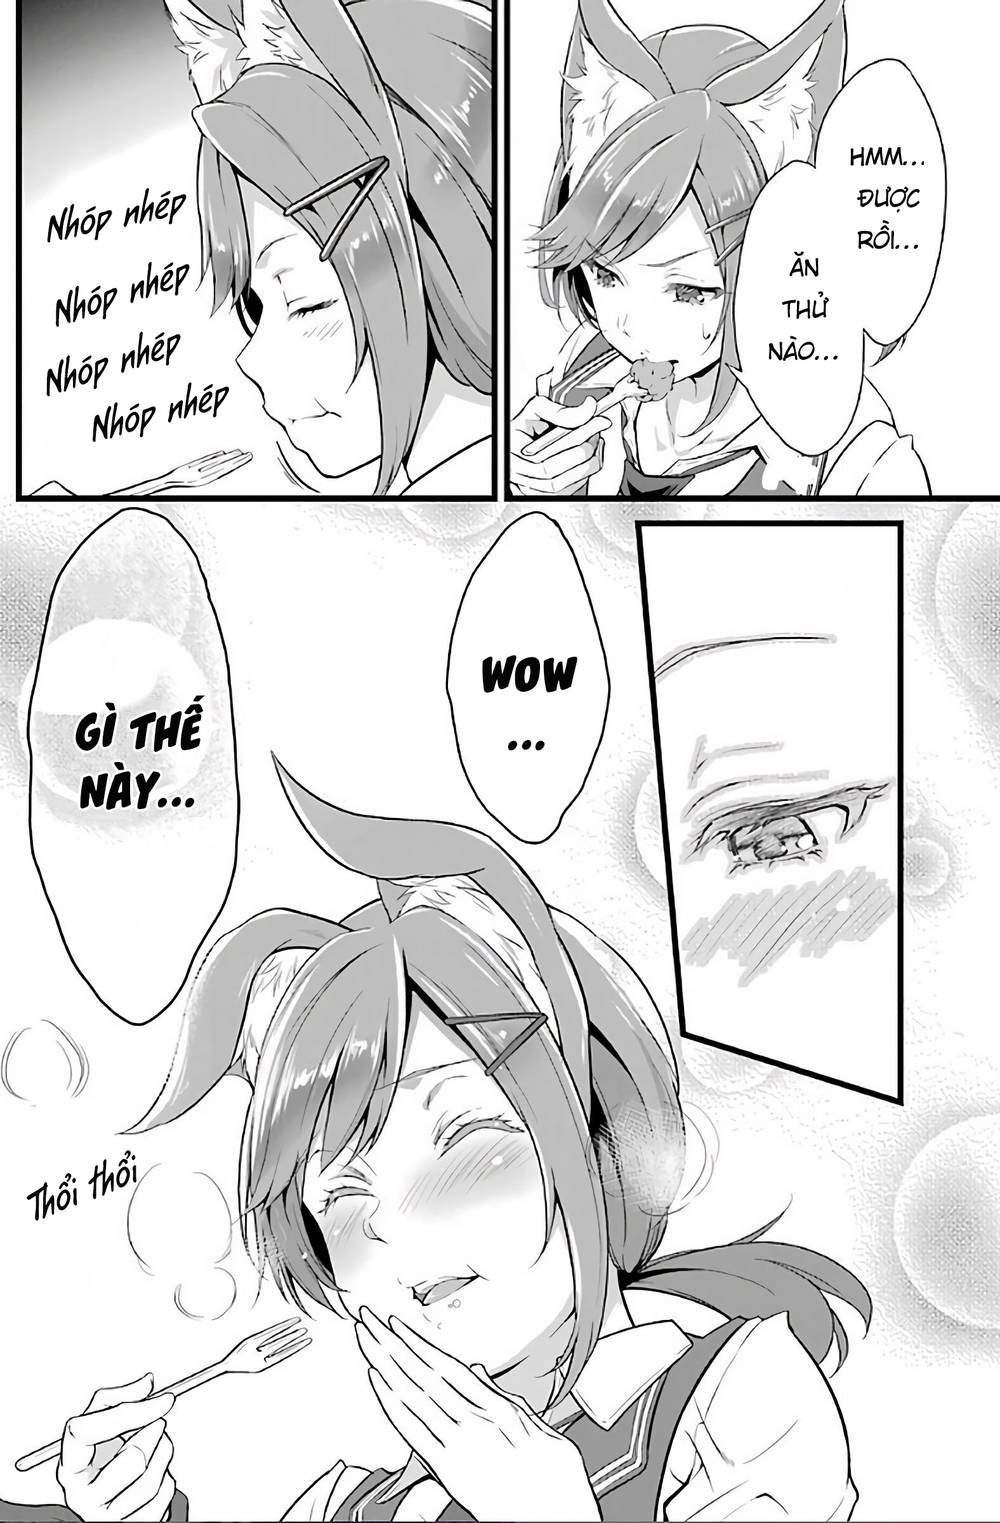 HMM...
ĐƯỢC
RỒI...
ĂN
THỬ
NÀO...
Nhóp nhép
Nhóp nhép
Nhóp nhép
Nhóp nhép
WOW
...
GÌ THẾ
NÀY...
Thổi thổi